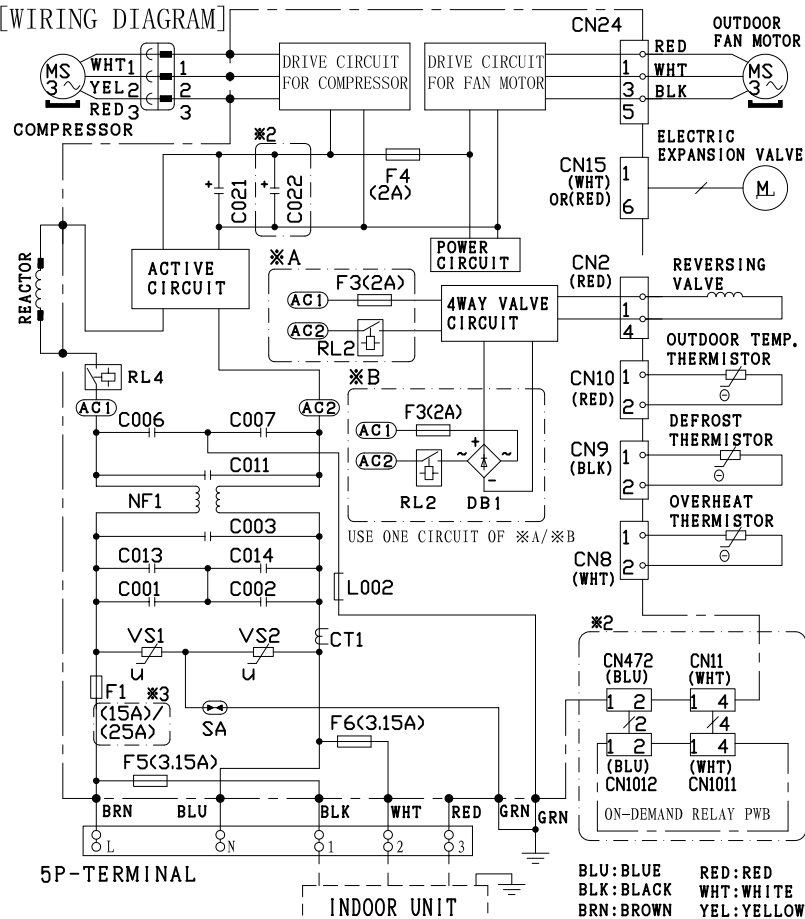 [WIRING DIAGRAM]
CN24
OUTDOOR
FAN MOTOR
MS
3
WHT 1
YEL 2
RED 3
1
2
3
COMPRESSOR
DRIVE CIRCUIT
FOR COMPRESSOR
DRIVE CIRCUIT
FOR FAN MOTOR
1
3
5
RED
WHT
BLK
MS
3
※2
F4
(2A)
+
C021
+
C022
CN15
(WHT)
OR(RED)
1
6
ELECTRIC
EXPANSION VALVE
M
REACTOR
ACTIVE
CIRCUIT
POWER
CIRCUIT
※A
AC1
F3(2A)
AC2
RL2
4WAY VALVE
CIRCUIT
CN2
(RED)
1
4
REVERSING
VALVE
RL4
AC1
AC2
※B
AC1
F3(2A)
AC2
RL2
DB1
+
~
~
-
USE ONE CIRCUIT OF ※A/※B
CN10
(RED)
1
2
OUTDOOR TEMP.
THERMISTOR
CN9
(BLK)
1
2
DEFROST
THERMISTOR
CN8
(WHT)
1
2
OVERHEAT
THERMISTOR
C006
C007
C011
NF1
C003
C013
C014
C001
C002
L002
CT1
VS1
VS2
U
U
F1
※3
(15A)/
(25A)
SA
F6(3.15A)
F5(3.15A)
※2
CN472
(BLU)
CN11
(WHT)
1 2
1 4
2
4
1 2
1 4
(BLU)
CN1012
(WHT)
CN1011
ON-DEMAND RELAY PWB
BRN
BLU
BLK
WHT
RED
GRN
GRN
L
N
1
2
3
5P-TERMINAL
INDOOR UNIT
BLU:BLUE RED:RED
BLK:BLACK WHT:WHITE
BRN:BROWN YEL:YELLOW